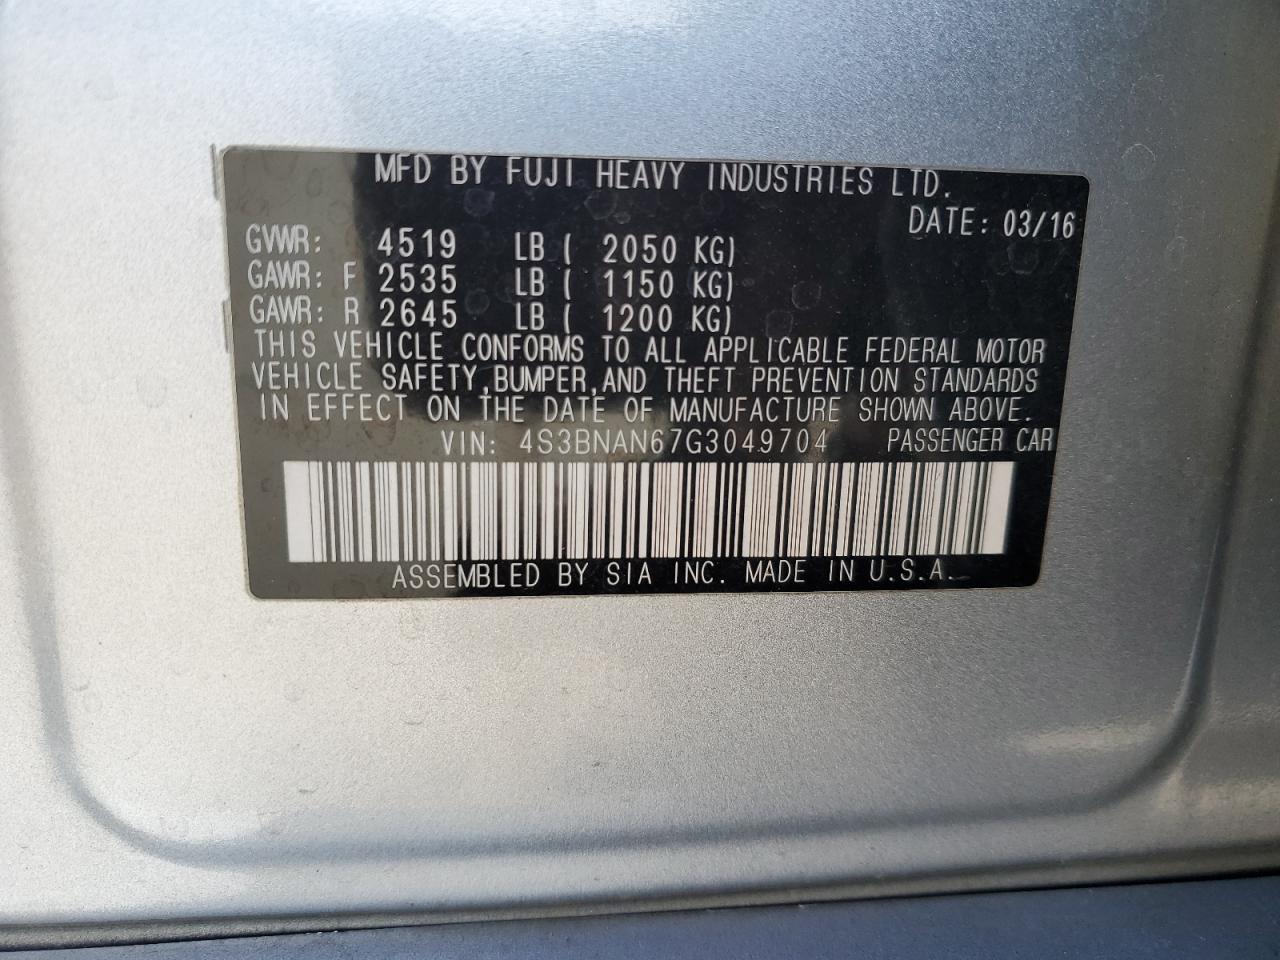 MFD BY FUJI HEAVY INDUSTRIES LTD.
DATE: 03/16
GVWR: 4519 LB ( 2050 KG)
GAWR: F 2535 LB ( 1150 KG)
GAWR: R 2645 LB ( 1200 KG)
THIS VEHICLE CONFORMS TO ALL APPLICABLE FEDERAL MOTOR
VEHICLE SAFETY,BUMPER,AND THEFT PREVENTION STANDARDS
IN EFFECT ON THE DATE OF MANUFACTURE SHOWN ABOVE.
VIN: 4S3BNAN67G3049704 PASSENGER CAR
ASSEMBLED BY SIA INC. MADE IN U.S.A.